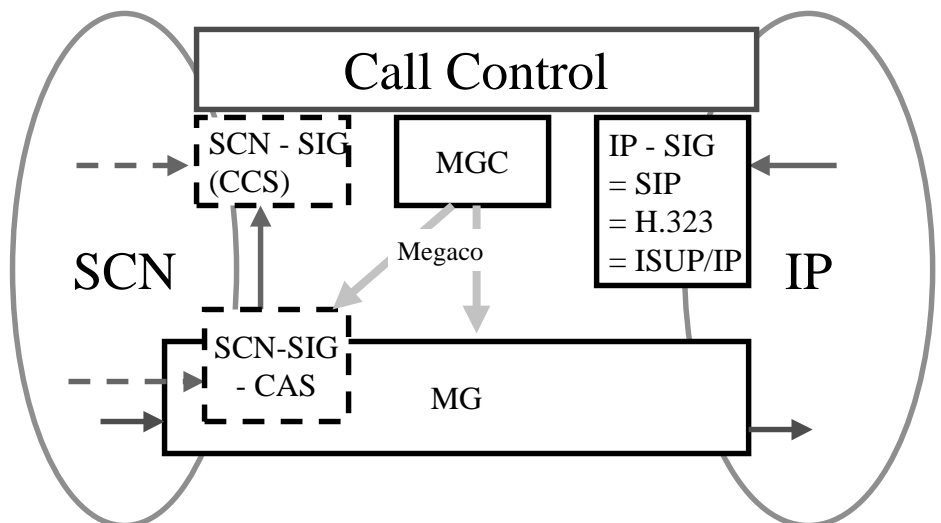 Call Control
SCN - SIG
(CCS)
MGC
IP - SIG
= SIP
= H.323
= ISUP/IP
Megaco
SCN
IP
SCN-SIG
- CAS
MG